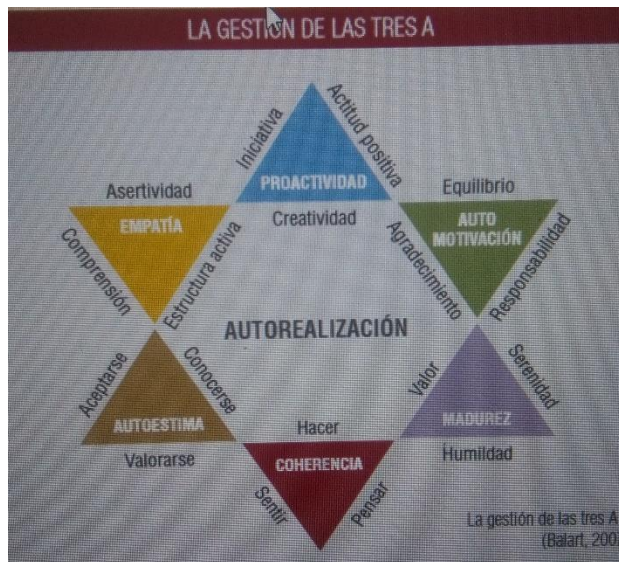 LA GESTIÓN DE LAS TRES A
Iniciativa
Actitud positiva
PROACTIVIDAD
Creatividad
Asertividad
EMPATÍA
Comprensión
Estructura activa
Equilibrio
AUTO
MOTIVACIÓN
Agradecimiento
Responsabilidad
AUTOREALIZACIÓN
Aceptarse
Conocerse
AUTOESTIMA
Valorarse
Hacer
COHERENCIA
Sentir
Pensar
Valor
Serenidad
MADUREZ
Humildad
La gestión de las tres A
(Balart, 200